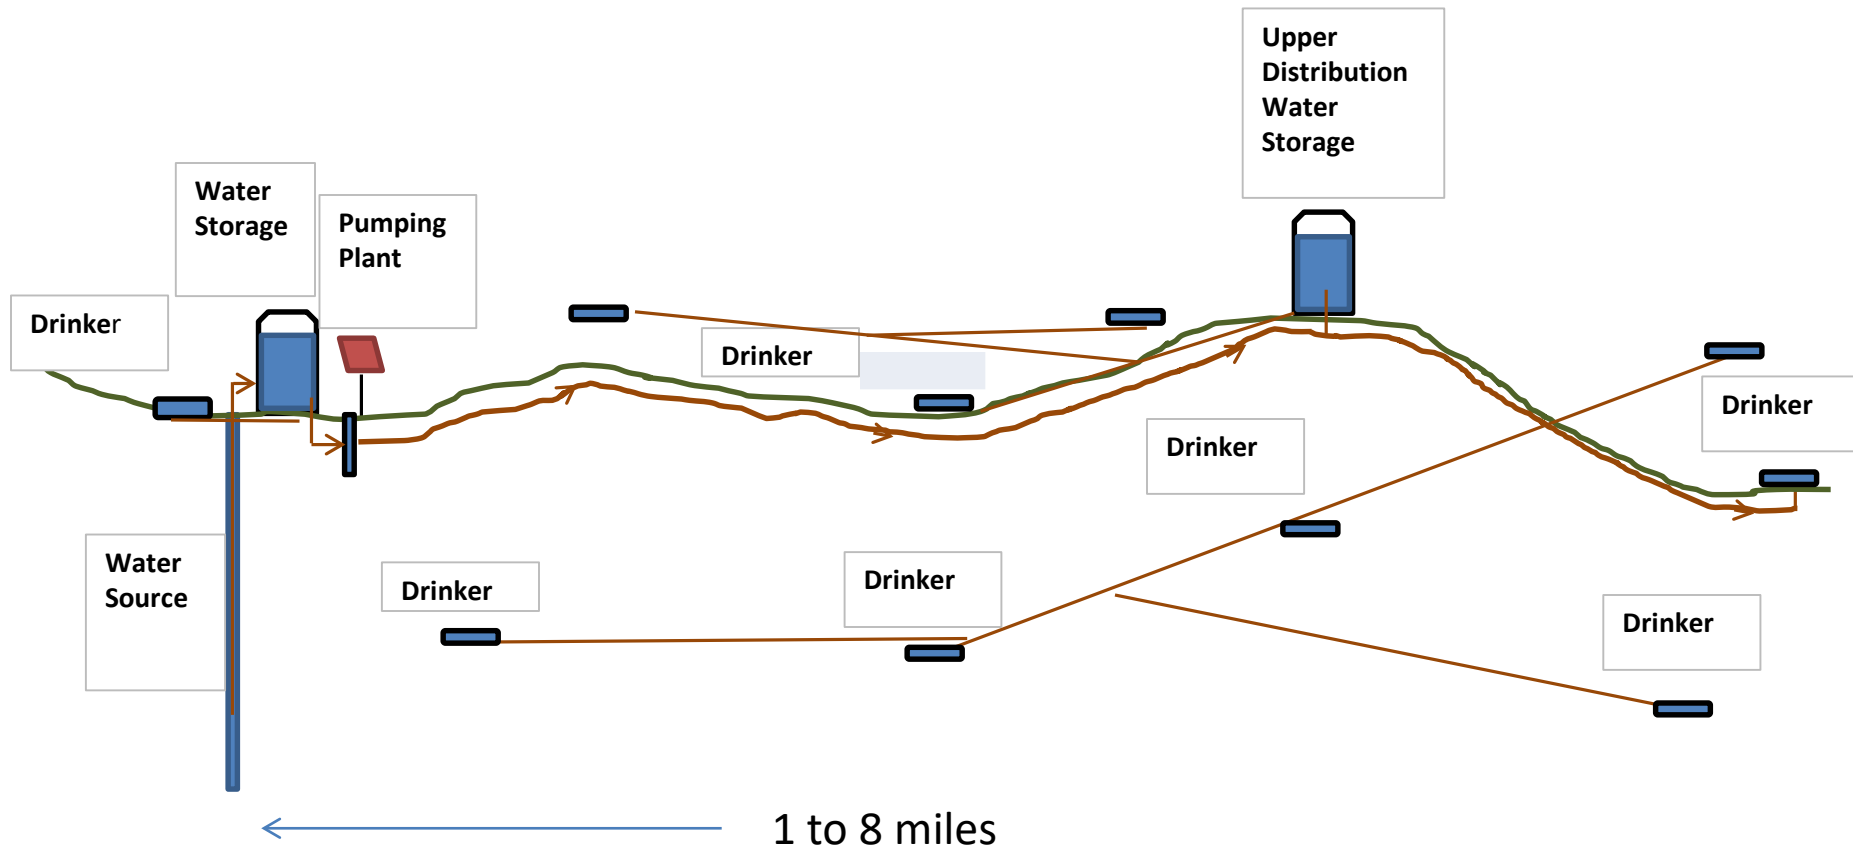 Upper
Distribution
Water
Storage
Water
Storage
Pumping
Plant
Drinker
Drinker
Drinker
Drinker
Water
Source
Drinker
Drinker
Drinker
1 to 8 miles